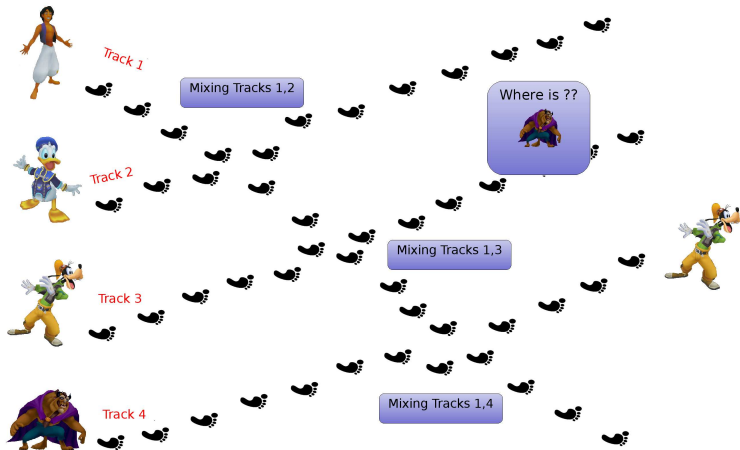 Track 1
Mixing Tracks 1,2
Where is ??
Track 2
Mixing Tracks 1,3
Track 3
Mixing Tracks 1,4
Track 4